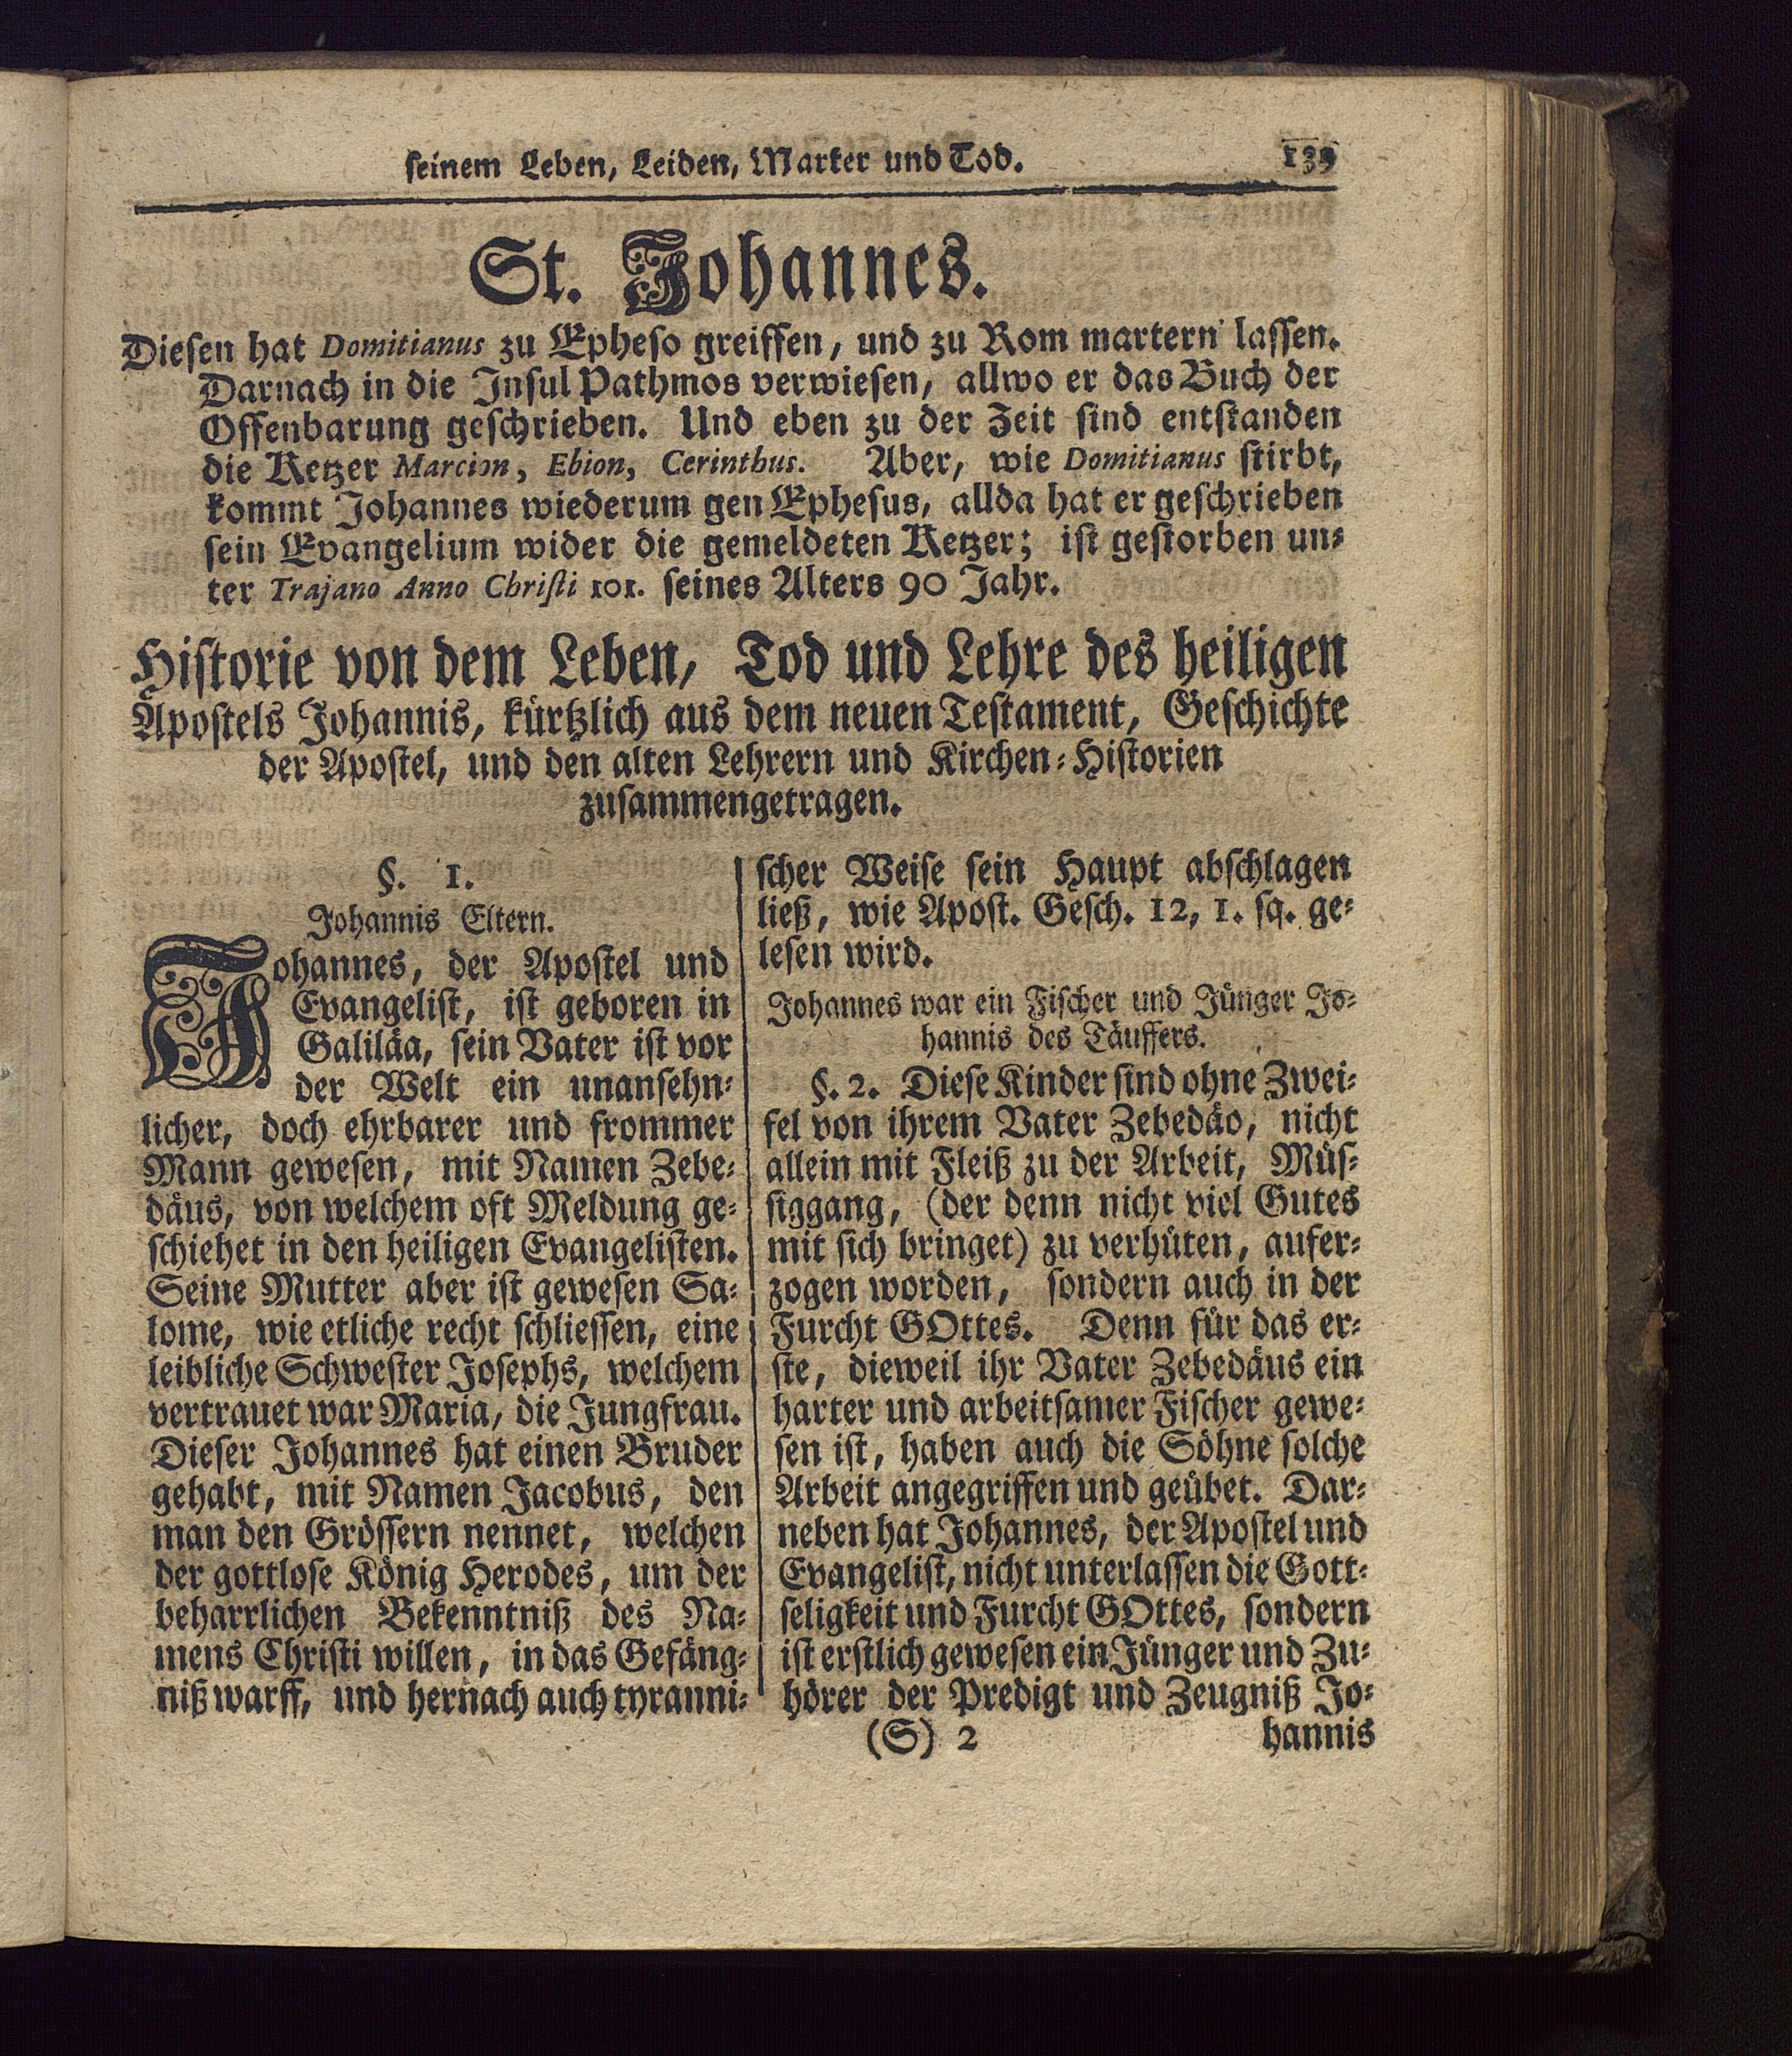 seinem Leben, Leiden, Marter und Tod. 139
St. Johannes.
Diesen hat Domitianus zu Epheso greiffen, und zu Rom martern lassen.
Darnach in die Insul Pathmos verwiesen, allwo er das Buch der
Offenbarung geschrieben. Und eben zu der Zeit sind entstanden
die Ketzer Marcion, Ebion, Cerinthus. Aber, wie Domitianus stirbt,
kommt Johannes wiederum gen Ephesus, allda hat er geschrieben
sein Evangelium wider die gemeldeten Ketzer; ist gestorben un-
ter Trajano Anno Christi 101. seines Alters 90 Jahr.
Historie von dem Leben, Tod und Lehre des heiligen
Apostels Johannis, kürtzlich aus dem neuen Testament, Geschichte
der Apostel, und den alten Lehrern und Kirchen-Historien
zusammengetragen.
§. 1.
Johannis Eltern.
Johannes, der Apostel und
Evangelist, ist geboren in
Galiläa, sein Vater ist vor
der Welt ein unansehn-
licher, doch ehrbarer und frommer
Mann gewesen, mit Namen Zebe-
däus, von welchem oft Meldung ge-
schiehet in den heiligen Evangelisten.
Seine Mutter aber ist gewesen Sa-
lome, wie etliche recht schliessen, eine
leibliche Schwester Josephs, welchem
vertrauet war Maria, die Jungfrau.
Dieser Johannes hat einen Bruder
gehabt, mit Namen Jacobus, den
man den Grössern nennet, welchen
der gottlose König Herodes, um der
beharrlichen Bekenntniß des Na-
mens Christi willen, in das Gefäng-
niß warff, und hernach auch tyranni-
scher Weise sein Haupt abschlagen
ließ, wie Apost. Gesch. 12, 1. sq. ge-
lesen wird.
Johannes war ein Fischer und Jünger Jo-
hannis des Täuffers.
§. 2. Diese Kinder sind ohne Zwei-
fel von ihrem Vater Zebedäo, nicht
allein mit Fleiß zu der Arbeit, Müs-
siggang, (der denn nicht viel Gutes
mit sich bringet) zu verhüten, aufer-
zogen worden, sondern auch in der
Furcht GOttes. Denn für das er-
ste, dieweil ihr Vater Zebedäus ein
harter und arbeitsamer Fischer gewe-
sen ist, haben auch die Söhne solche
Arbeit angegriffen und geübet. Dar-
neben hat Johannes, der Apostel und
Evangelist, nicht unterlassen die Gott-
seligkeit und Furcht GOttes, sondern
ist erstlich gewesen ein Jünger und Zu-
hörer der Predigt und Zeugniß Jo-
(S) 2 hannis